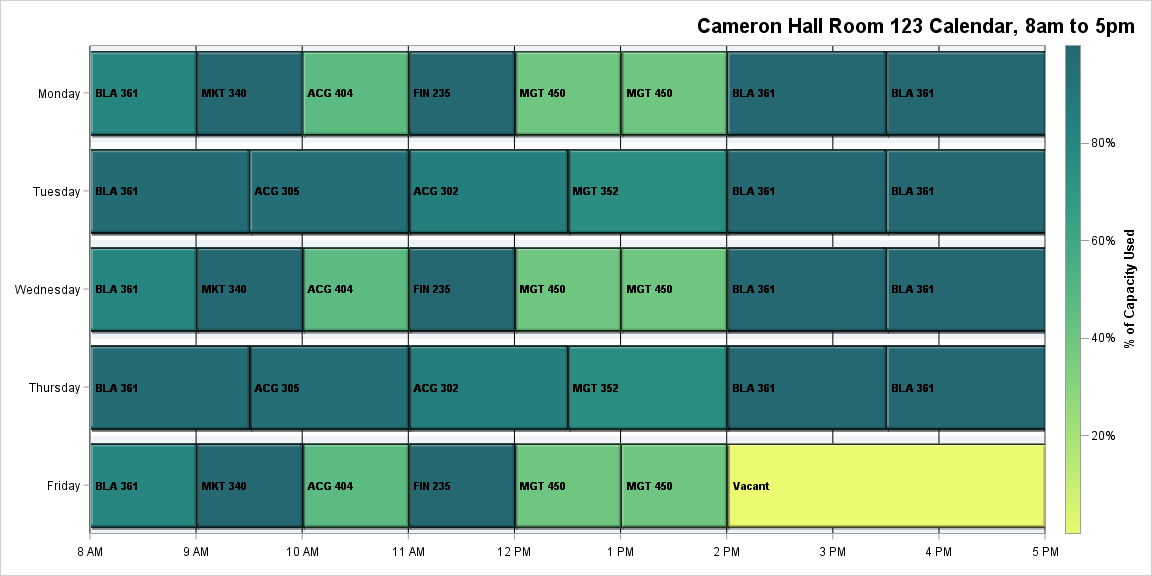 Cameron Hall Room 123 Calendar, 8am to 5pm
Monday
BLA 361
MKT 340
ACG 404
FIN 235
MGT 450
MGT 450
BLA 361
BLA 361
Tuesday
BLA 361
ACG 305
ACG 302
MGT 352
BLA 361
BLA 361
Wednesday
BLA 361
MKT 340
ACG 404
FIN 235
MGT 450
MGT 450
BLA 361
BLA 361
Thursday
BLA 361
ACG 305
ACG 302
MGT 352
BLA 361
BLA 361
Friday
BLA 361
MKT 340
ACG 404
FIN 235
MGT 450
MGT 450
Vacant
8 AM
9 AM
10 AM
11 AM
12 PM
1 PM
2 PM
3 PM
4 PM
5 PM
80%
60%
40%
20%
% of Capacity Used